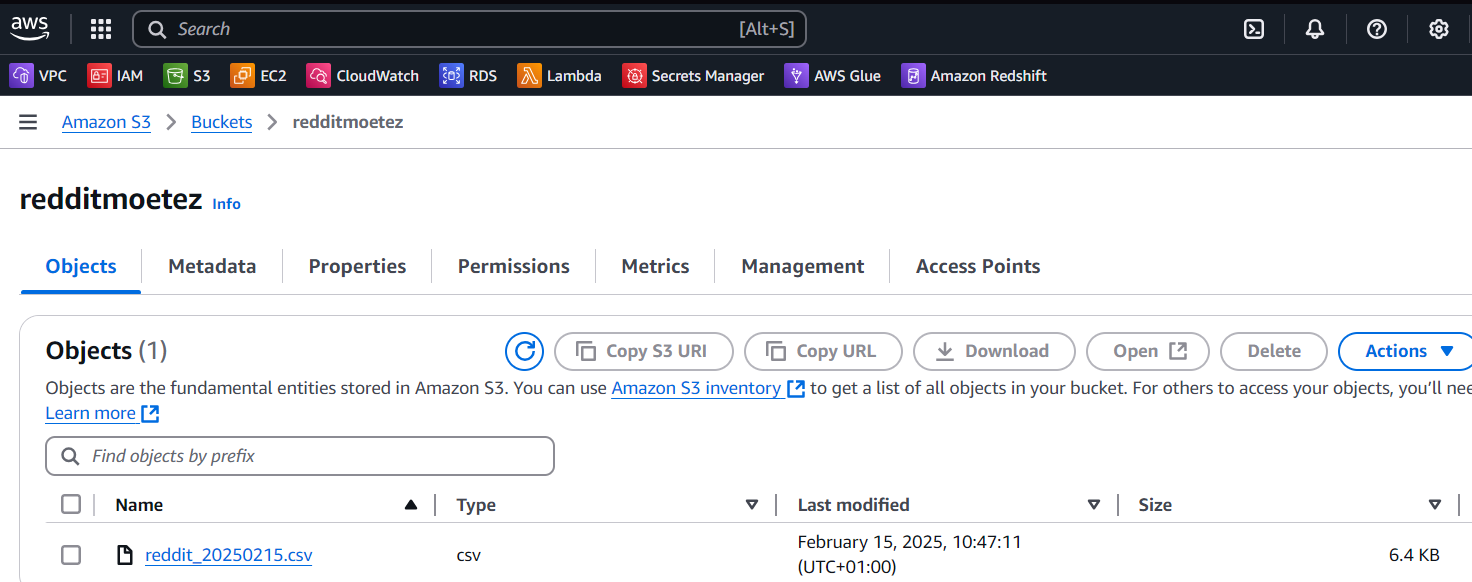 aws Search [Alt+S]
VPC IAM S3 EC2 CloudWatch RDS Lambda Secrets Manager AWS Glue Amazon Redshift
Amazon S3 > Buckets > redditmoetez
redditmoetez Info
Objects Metadata Properties Permissions Metrics Management Access Points
Objects (1) Copy S3 URI Copy URL Download Open Delete Actions
Objects are the fundamental entities stored in Amazon S3. You can use Amazon S3 inventory to get a list of all objects in your bucket. For others to access your objects, you'll nee
Learn more
Find objects by prefix
Name Type Last modified Size
reddit_20250215.csv csv February 15, 2025, 10:47:11 6.4 KB
(UTC+01:00)